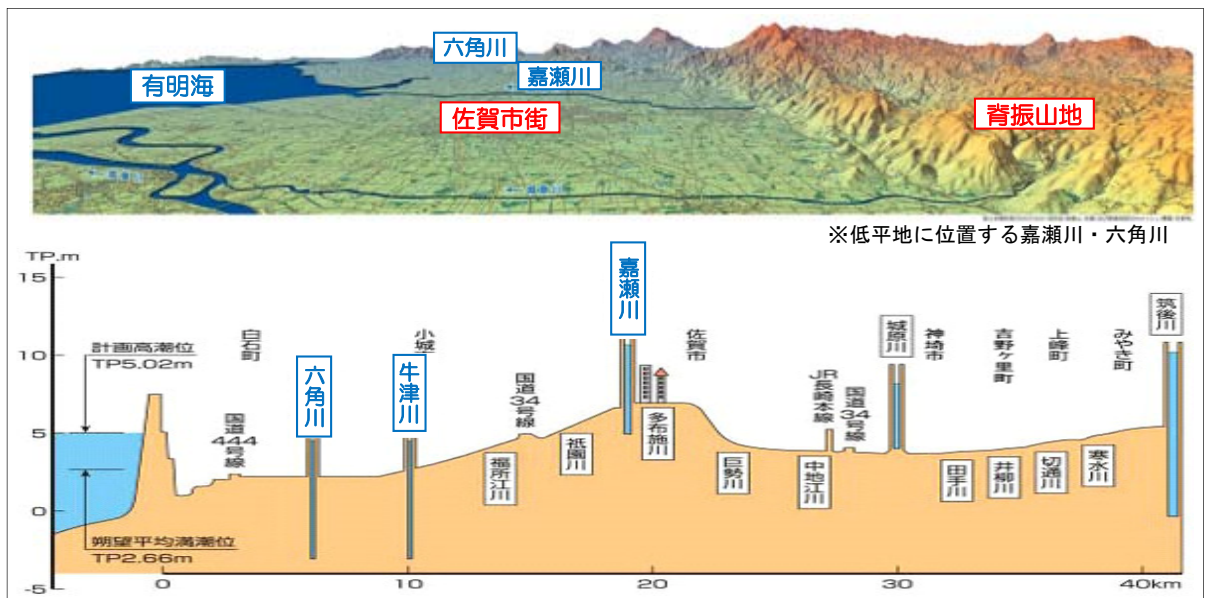 六角川
嘉瀬川
有明海
佐賀市街
脊振山地
※低平地に位置する嘉瀬川・六角川
TP.m
15
10
5
0
-5
計画高潮位
TP5.02m
朔望平均満潮位
TP2.66m
白石町
国道444号線
六角川
小城
牛津川
福所江川
国道34号線
祇園川
嘉瀬川
多布施川
佐賀市
巨勢川
中地江川
JR長崎本線
国道34号線
城原川
神埼市
田手川
吉野ヶ里町
井柳川
上峰町
切通川
みやき町
寒水川
筑後川
0
10
20
30
40km